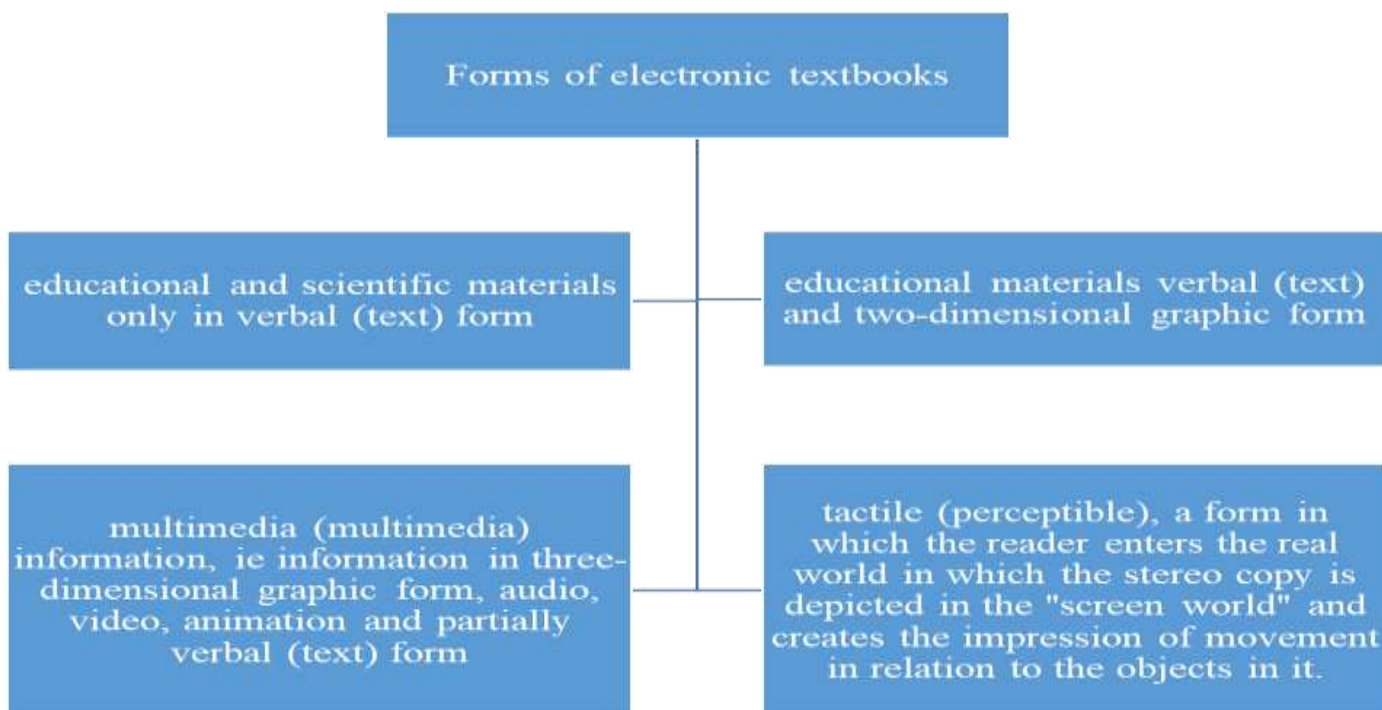 Forms of electronic textbooks
educational and scientific materials
only in verbal (text) form
educational materials verbal (text)
and two-dimensional graphic form
multimedia (multimedia)
information, ie information in three-
dimensional graphic form, audio,
video, animation and partially
verbal (text) form
tactile (perceptible), a form in
which the reader enters the real
world in which the stereo copy is
depicted in the "screen world" and
creates the impression of movement
in relation to the objects in it.